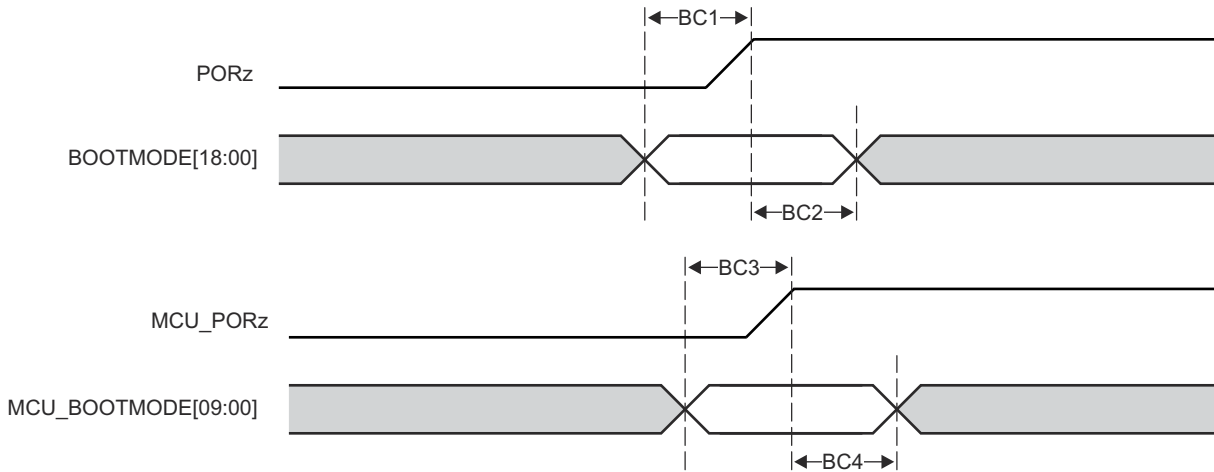 BC1
PORz
BOOTMODE[18:00]
BC2
BC3
MCU_PORz
MCU_BOOTMODE[09:00]
BC4